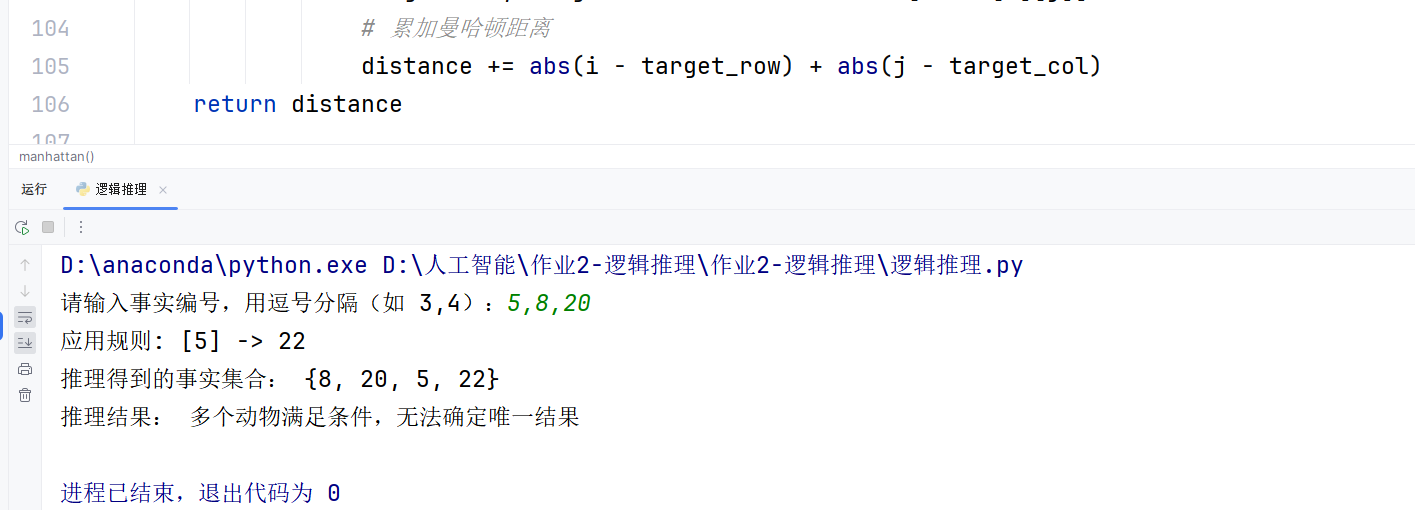 104 # 累加曼哈顿距离
105 distance += abs(i - target_row) + abs(j - target_col)
106 return distance
107
manhattan()
运行 逻辑推理 ×
D:\anaconda\python.exe D:\人工智能\作业2-逻辑推理\作业2-逻辑推理\逻辑推理.py
请输入事实编号，用逗号分隔（如 3,4）：5,8,20
应用规则: [5] -> 22
推理得到的事实集合： {8, 20, 5, 22}
推理结果： 多个动物满足条件，无法确定唯一结果
进程已结束，退出代码为 0